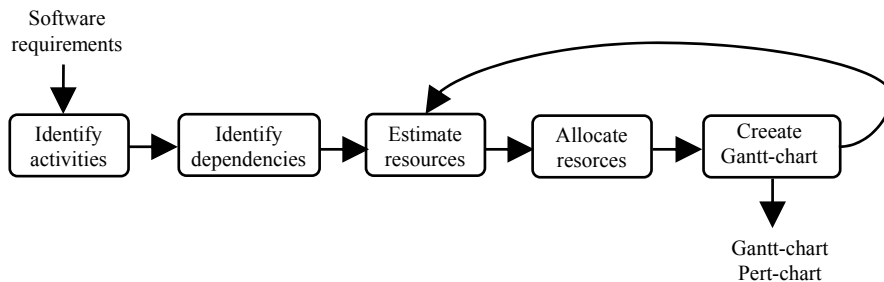 Software
requirements
Identify
activities
Identify
dependencies
Estimate
resources
Allocate
resorces
Creeate
Gantt-chart
Gantt-chart
Pert-chart